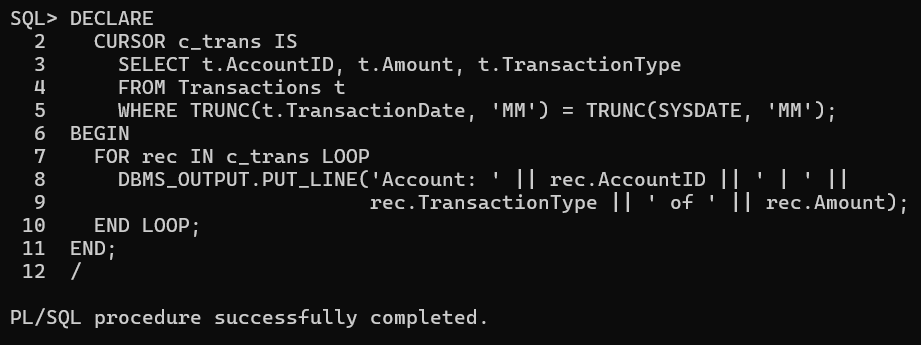 SQL> DECLARE
  2    CURSOR c_trans IS
  3      SELECT t.AccountID, t.Amount, t.TransactionType
  4      FROM Transactions t
  5      WHERE TRUNC(t.TransactionDate, 'MM') = TRUNC(SYSDATE, 'MM');
  6  BEGIN
  7    FOR rec IN c_trans LOOP
  8      DBMS_OUTPUT.PUT_LINE('Account: ' || rec.AccountID || ' | ' ||
  9                           rec.TransactionType || ' of ' || rec.Amount);
 10    END LOOP;
 11  END;
 12  /
PL/SQL procedure successfully completed.